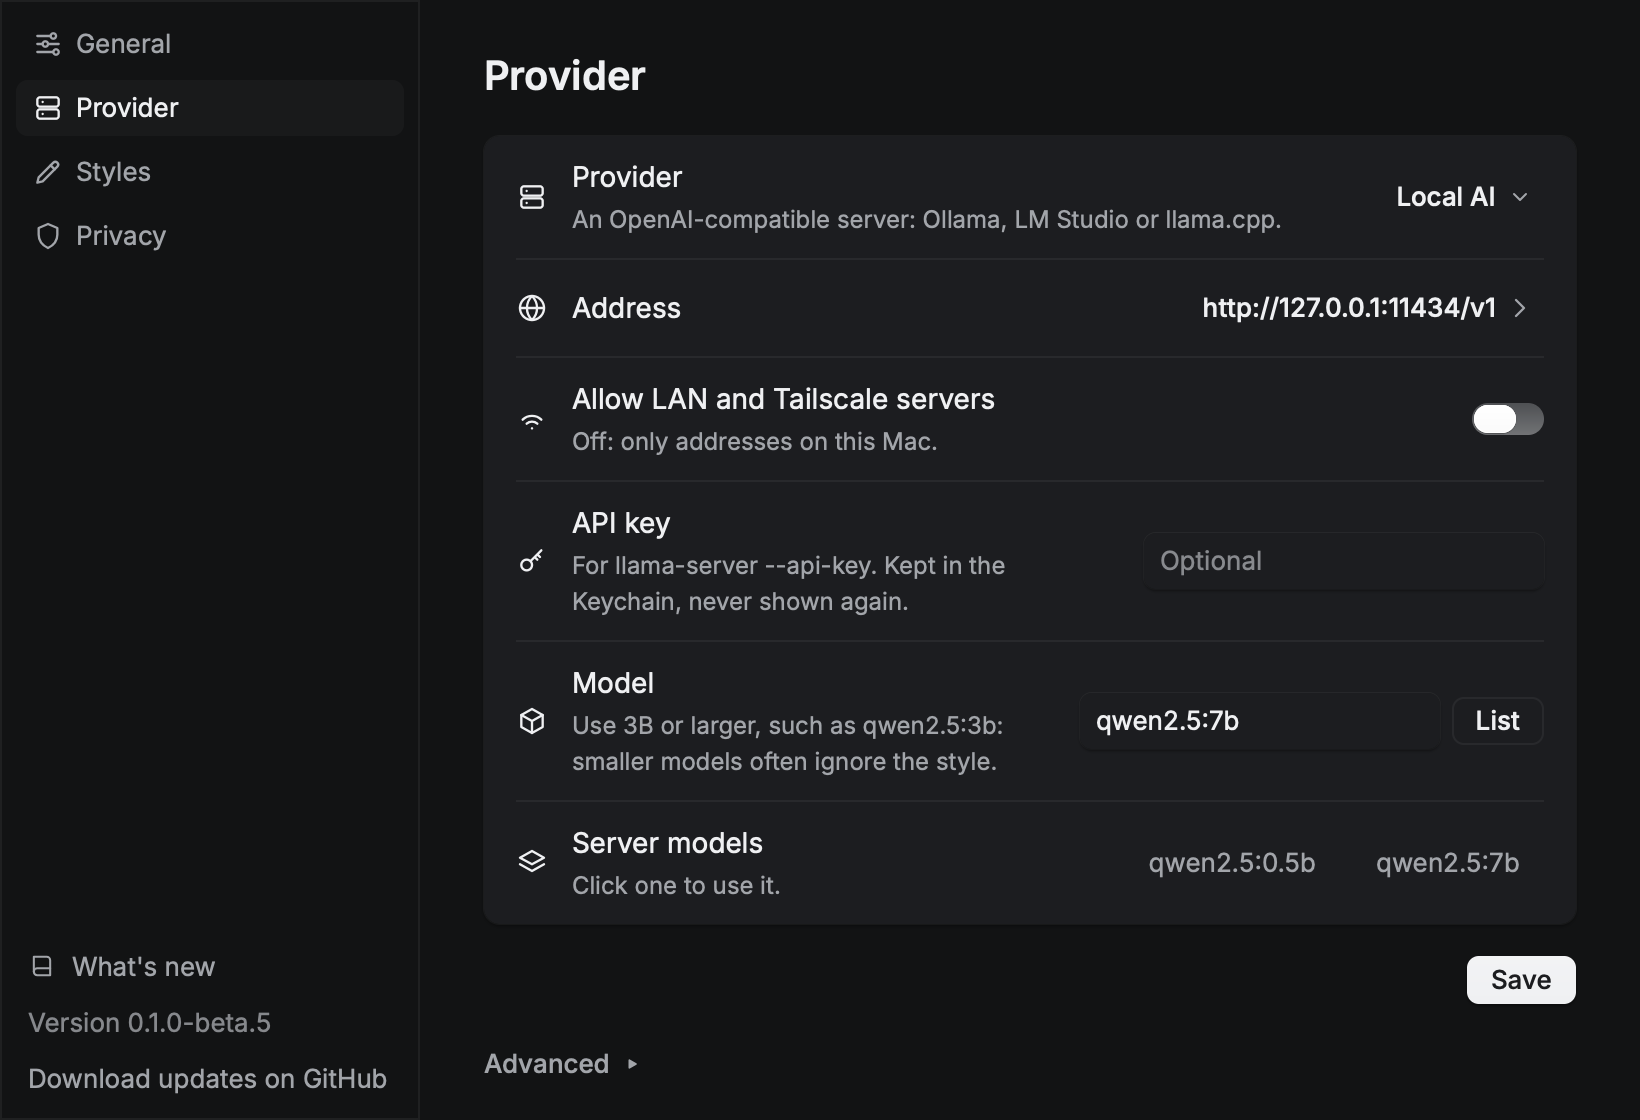 General
Provider
Styles
Privacy
What's new
Version 0.1.0-beta.5
Download updates on GitHub
Provider
Provider
An OpenAI-compatible server: Ollama, LM Studio or llama.cpp.
Local AI
Address
http://127.0.0.1:11434/v1
Allow LAN and Tailscale servers
Off: only addresses on this Mac.
API key
For llama-server --api-key. Kept in the
Keychain, never shown again.
Optional
Model
Use 3B or larger, such as qwen2.5:3b:
smaller models often ignore the style.
qwen2.5:7b
List
Server models
Click one to use it.
qwen2.5:0.5b
qwen2.5:7b
Save
Advanced